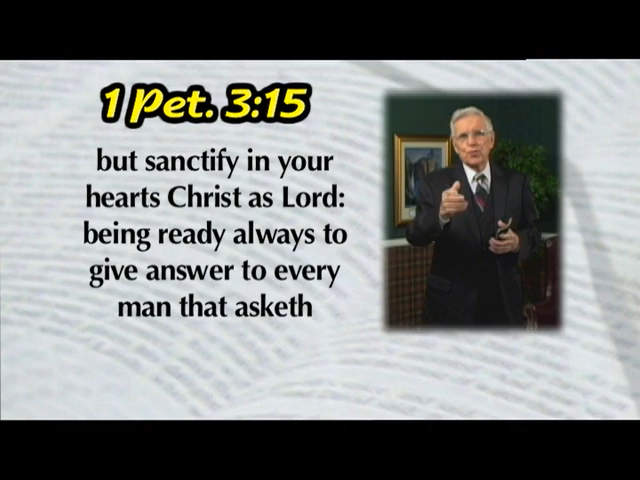 1 Pet. 3:15
but sanctify in your
hearts Christ as Lord:
being ready always to
give answer to every
man that asketh